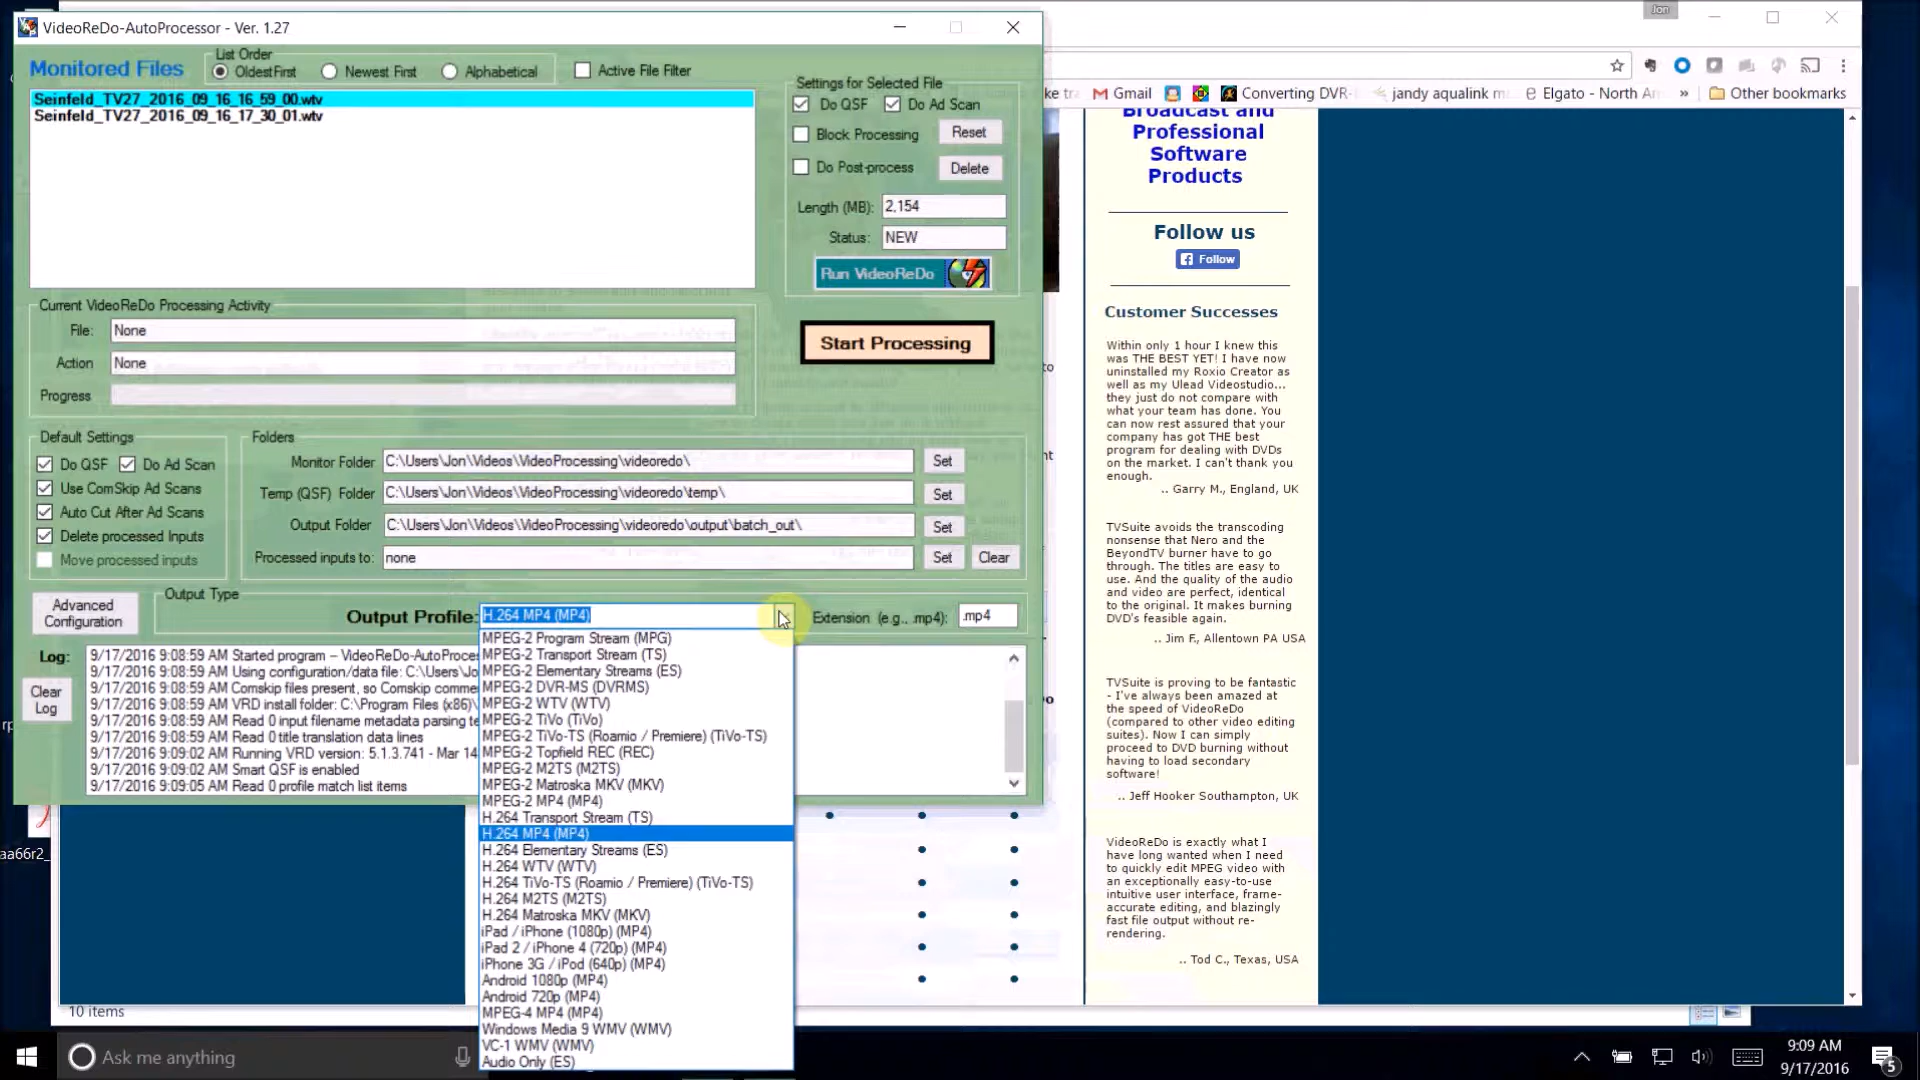 VideoReDo-AutoProcessor - Ver. 1.27
Jon
Monitored Files
List Order
OldestFirst
Newest First
Alphabetical
Active File Filter
Seinfeld_TV27_2016_09_16_16_59_00.wtv
Seinfeld_TV27_2016_09_16_17_30_01.wtv
Settings for Selected File
Do QSF
Do Ad Scan
Block Processing
Reset
Do Post-process
Delete
Length (MB):
2,154
Status:
NEW
Run VideoReDo
Current VideoReDo Processing Activity
File:
None
Action
None
Progress
Start Processing
Default Settings
Do QSF
Do Ad Scan
Use ComSkip Ad Scans
Auto Cut After Ad Scans
Delete processed Inputs
Move processed inputs
Folders
Monitor Folder
C:\Users\Jon\Videos\VideoProcessing\videoredo\
Set
Temp (QSF) Folder
C:\Users\Jon\Videos\VideoProcessing\videoredo\temp\
Set
Output Folder
C:\Users\Jon\Videos\VideoProcessing\videoredo\output\batch_out\
Set
Processed inputs to:
none
Set
Clear
Advanced
Configuration
Output Type
Output Profile:
H.264 MP4 (MP4)
Extension (e.g., .mp4):
.mp4
Log:
Clear
Log
9/17/2016 9:08:59 AM Started program – VideoReDo-AutoProces
9/17/2016 9:08:59 AM Using configuration/data file: C:\Users\Jo
9/17/2016 9:08:59 AM Comskip files present, so Comskip comme
9/17/2016 9:08:59 AM VRD install folder: C:\Program Files (x86)\
9/17/2016 9:08:59 AM Read 0 input filename metadata parsing te
9/17/2016 9:08:59 AM Read 0 title translation data lines
9/17/2016 9:09:02 AM Running VRD version: 5.1.3.741 - Mar 14
9/17/2016 9:09:02 AM Smart QSF is enabled
9/17/2016 9:09:05 AM Read 0 profile match list items
MPEG-2 Program Stream (MPG)
MPEG-2 Transport Stream (TS)
MPEG-2 Elementary Streams (ES)
MPEG-2 DVR-MS (DVRMS)
MPEG-2 WTV (WTV)
MPEG-2 TiVo (TiVo)
MPEG-2 TiVo-TS (Roamio / Premiere) (TiVo-TS)
MPEG-2 Topfield REC (REC)
MPEG-2 M2TS (M2TS)
MPEG-2 Matroska MKV (MKV)
MPEG-2 MP4 (MP4)
H.264 Transport Stream (TS)
H.264 MP4 (MP4)
H.264 Elementary Streams (ES)
H.264 WTV (WTV)
H.264 TiVo-TS (Roamio / Premiere) (TiVo-TS)
H.264 M2TS (M2TS)
H.264 Matroska MKV (MKV)
iPad / iPhone (1080p) (MP4)
iPad 2 / iPhone 4 (720p) (MP4)
iPhone 3G / iPod (640p) (MP4)
Android 1080p (MP4)
Android 720p (MP4)
MPEG-4 MP4 (MP4)
Windows Media 9 WMV (WMV)
VC-1 WMV (WMV)
Audio Only (ES)
Gmail
Converting DVR-
jandy aqualink m
Elgato - North Am
»
Other bookmarks
Broadcast and
Professional
Software
Products
Follow us
Follow
Customer Successes
Within only 1 hour I knew this
was THE BEST YET! I have now
uninstalled my Roxio Creator as
well as my Ulead Videostudio...
they just do not compare with
what your team has done. You
can now rest assured that your
company has got THE best
program for dealing with DVDs
on the market. I can't thank you
enough.
.. Garry M., England, UK
TVSuite avoids the transcoding
nonsense that Nero and the
BeyondTV burner have to go
through. The titles are easy to
use. And the quality of the audio
and video are perfect, identical
to the original. It makes burning
DVD's feasible again.
.. Jim F., Allentown PA USA
TVSuite is proving to be fantastic
- I've always been amazed at
the speed of VideoReDo
(compared to other video editing
suites). Now I can simply
proceed to DVD burning without
having to load secondary
software!
.. Jeff Hooker Southampton, UK
VideoReDo is exactly what I
have long wanted when I need
to quickly edit MPEG video with
an exceptionally easy-to-use
intuitive user interface, frame-
accurate editing, and blazingly
fast file output without re-
rendering.
.. Tod C., Texas, USA
aa66r2_
10 items
Ask me anything
9:09 AM
9/17/2016
5